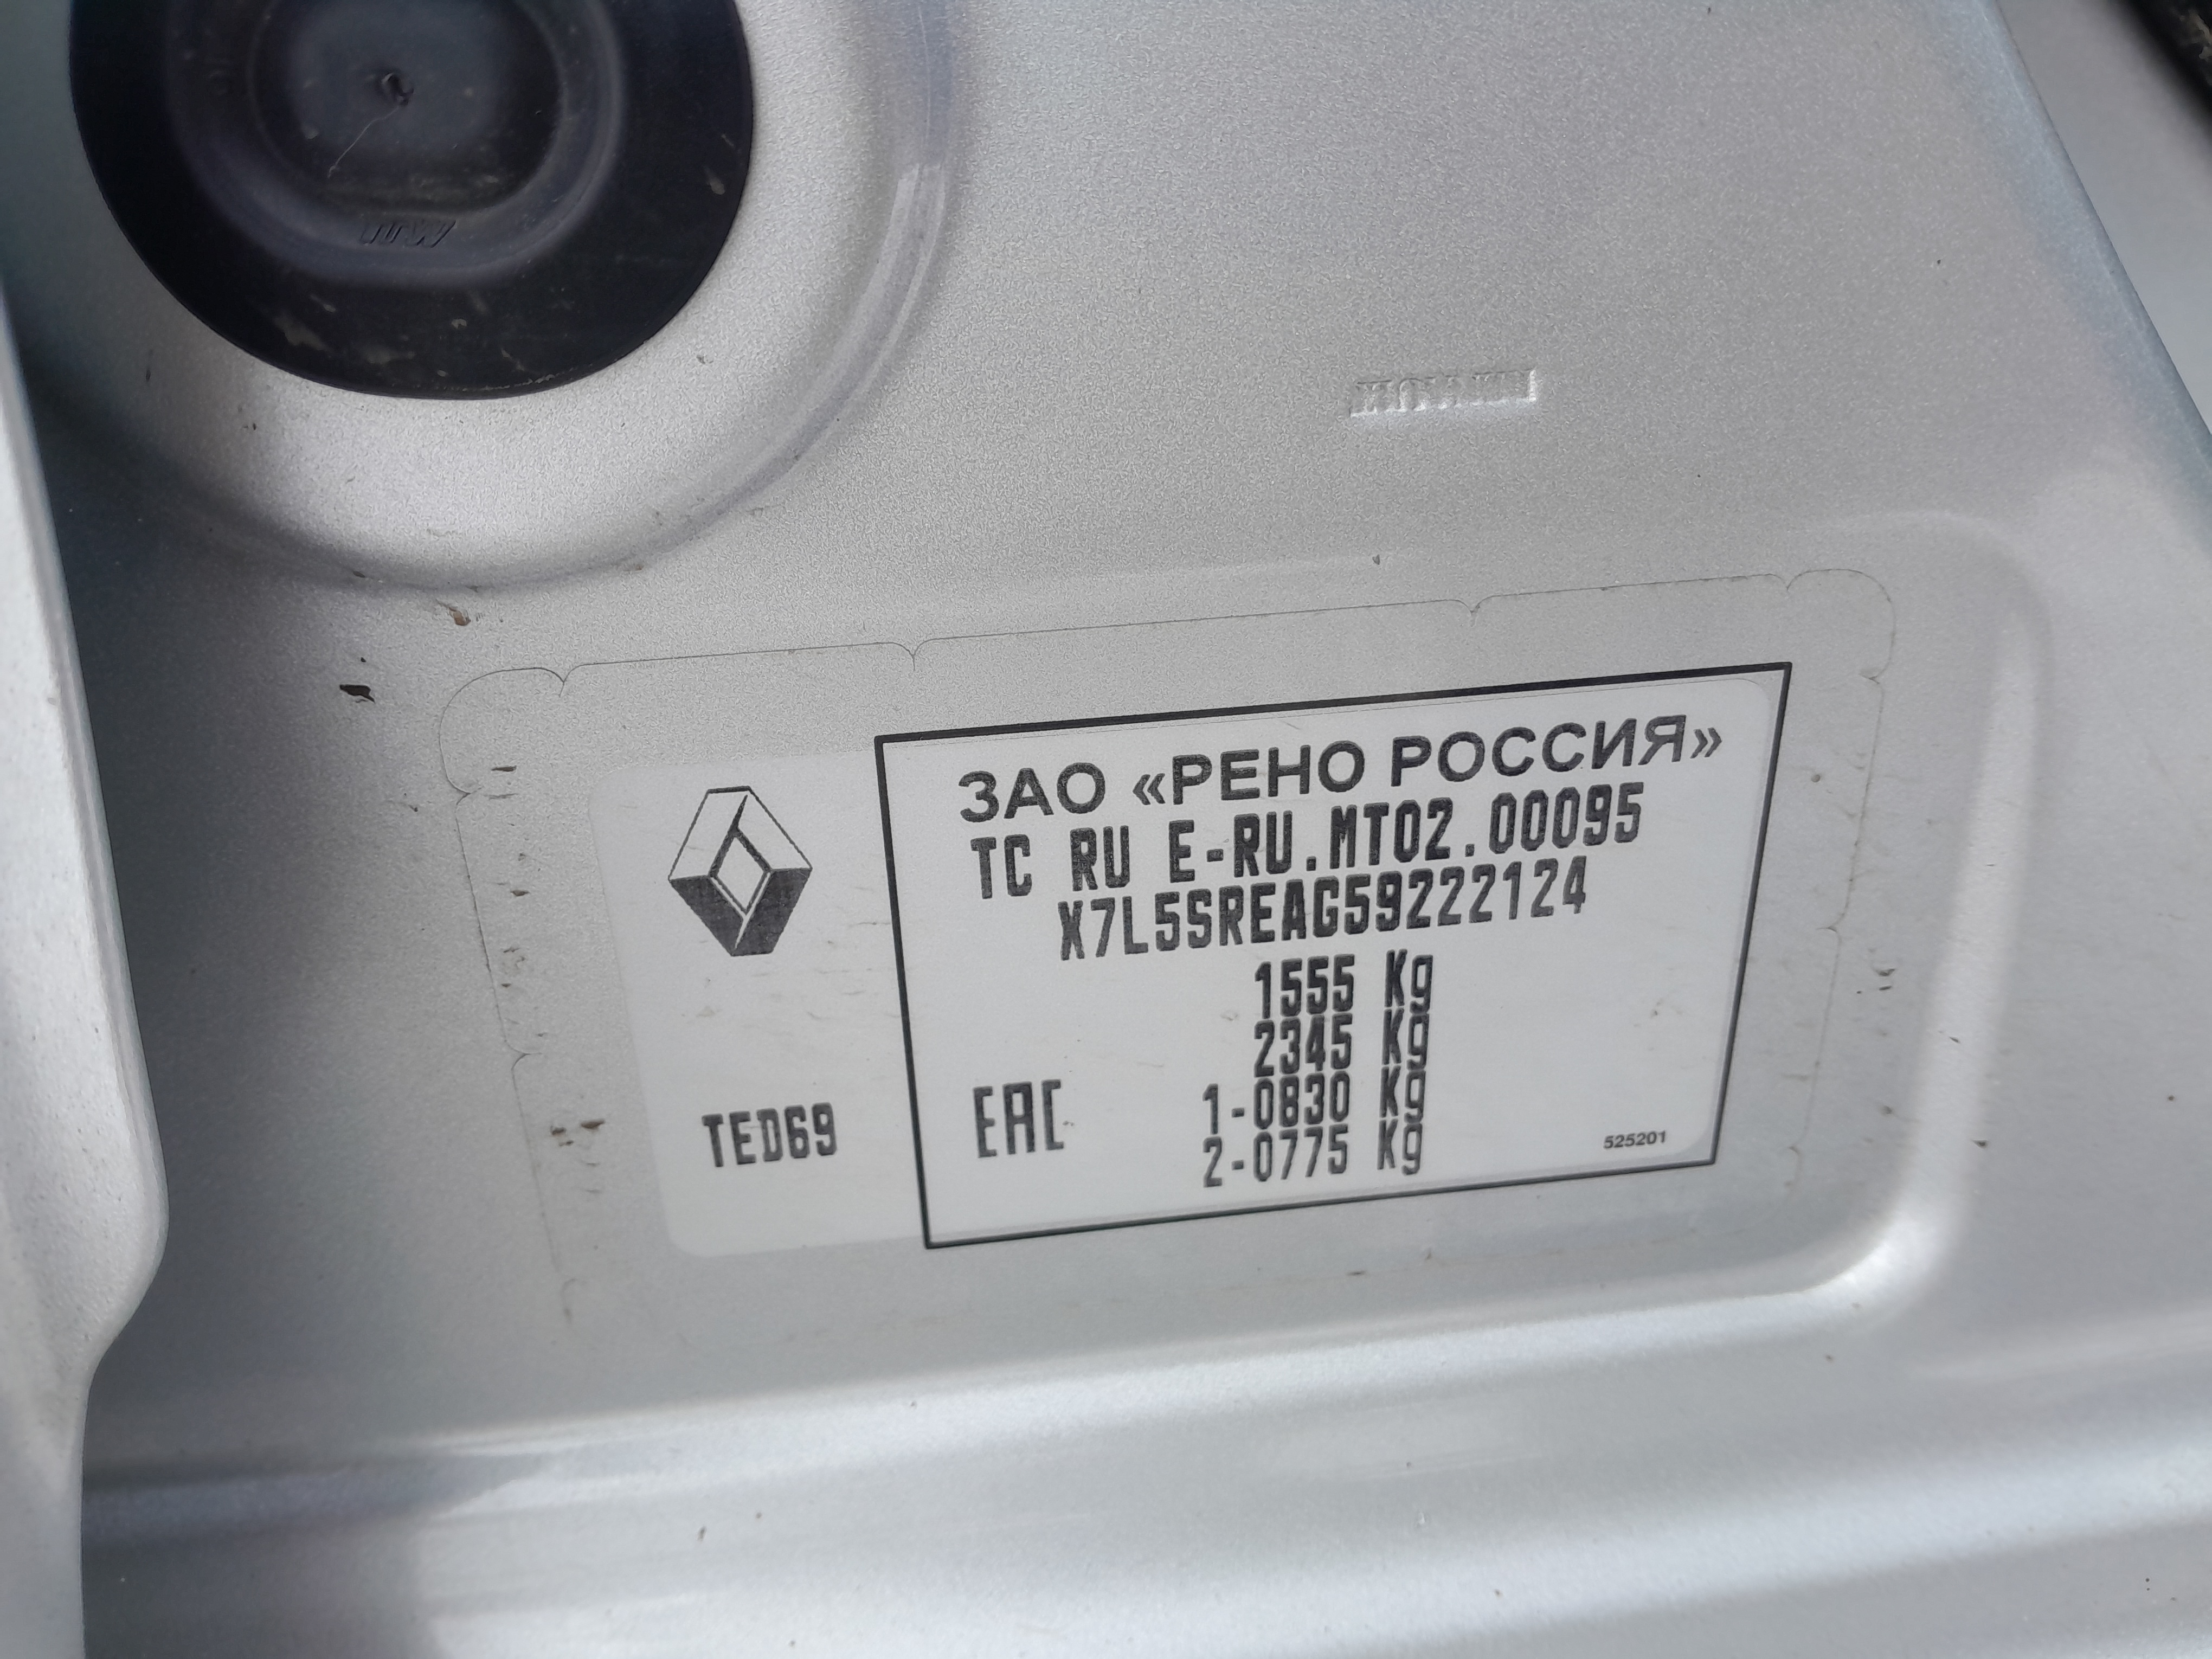 ЗАО «РЕНО РОССИЯ»
TC RU E-RU.MT02.00095
X7L5SREAG59222124
1555 Kg
2345 Kg
1-0830 Kg
2-0775 Kg
EAC
525201
TED69